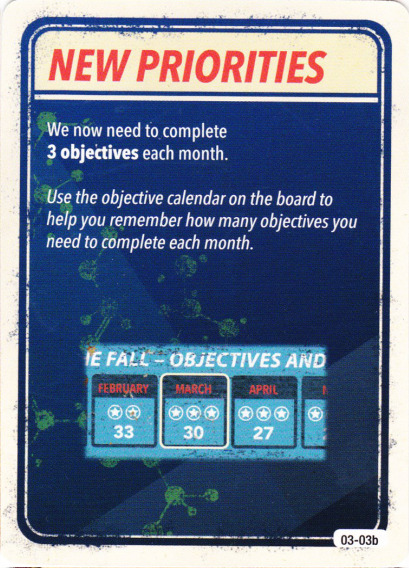 NEW PRIORITIES
We now need to complete
3 objectives each month.
Use the objective calendar on the board to
help you remember how many objectives you
need to complete each month.
IE FALL – OBJECTIVES AND
FEBRUARY MARCH APRIL
33 30 27
03-03b